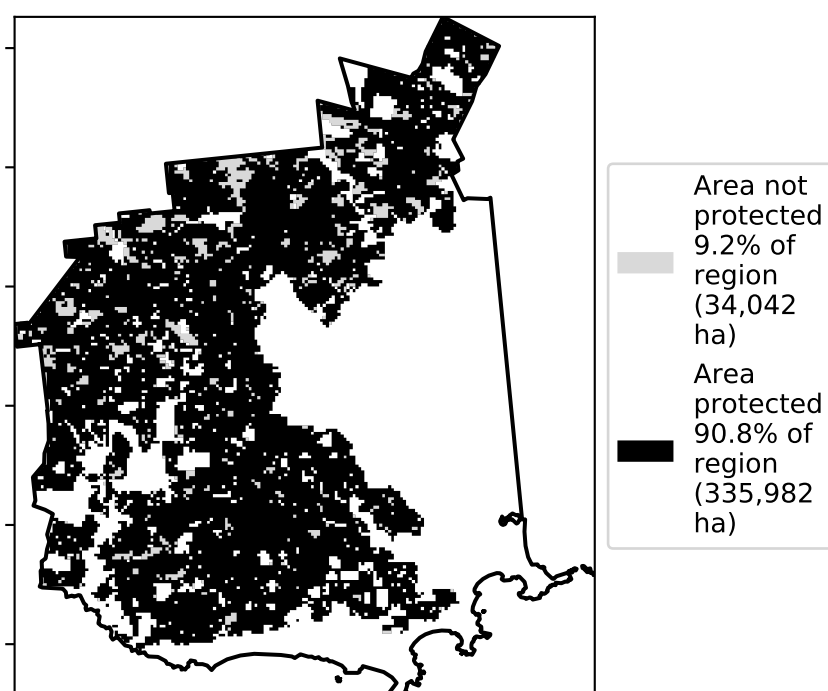 Area not
protected
9.2% of
region
(34,042
ha)
Area
protected
90.8% of
region
(335,982
ha)